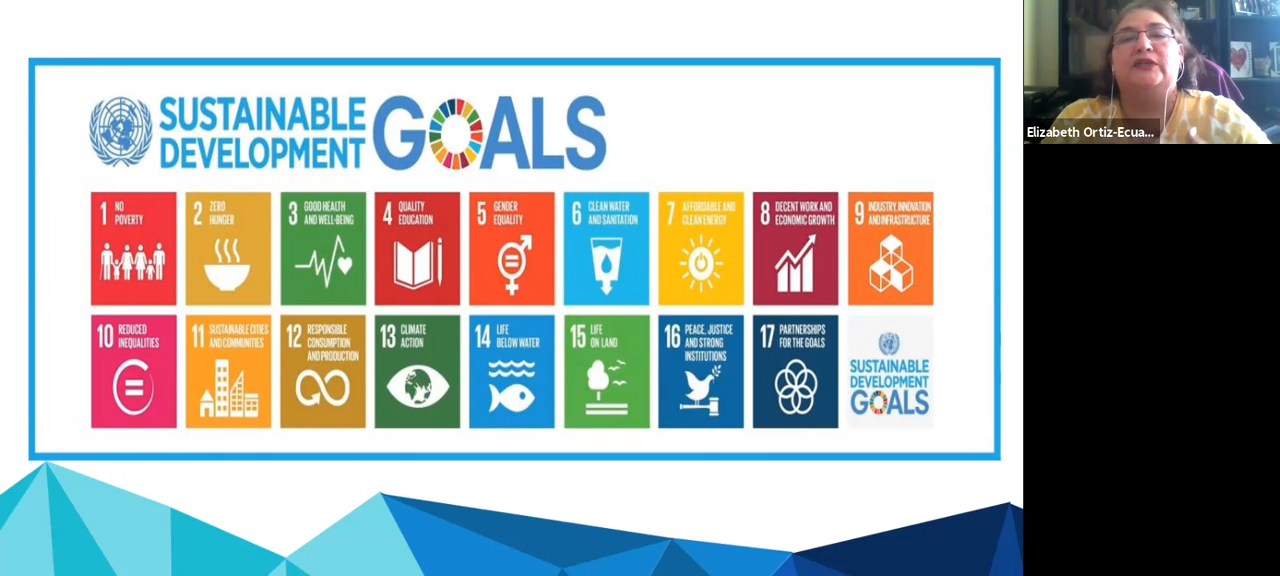 SUSTAINABLE
DEVELOPMENT
GOALS
1 NO
POVERTY
2 ZERO
HUNGER
3 GOOD HEALTH
AND WELL-BEING
4 QUALITY
EDUCATION
5 GENDER
EQUALITY
6 CLEAN WATER
AND SANITATION
7 AFFORDABLE AND
CLEAN ENERGY
8 DECENT WORK AND
ECONOMIC GROWTH
9 INDUSTRY, INNOVATION
AND INFRASTRUCTURE
10 REDUCED
INEQUALITIES
11 SUSTAINABLE CITIES
AND COMMUNITIES
12 RESPONSIBLE
CONSUMPTION
AND PRODUCTION
13 CLIMATE
ACTION
14 LIFE
BELOW WATER
15 LIFE
ON LAND
16 PEACE, JUSTICE
AND STRONG
INSTITUTIONS
17 PARTNERSHIPS
FOR THE GOALS
SUSTAINABLE
DEVELOPMENT
GOALS
Elizabeth Ortiz-Ecua...